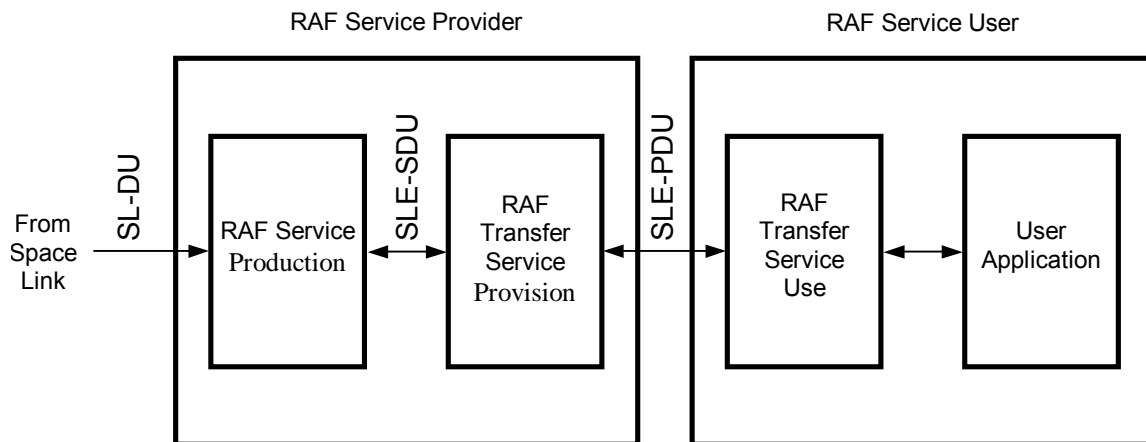 RAF Service Provider
RAF Service User
From
Space
Link
SL-DU
RAF Service
Production
SLE-SDU
RAF
Transfer
Service
Provision
SLE-PDU
RAF
Transfer
Service
Use
User
Application